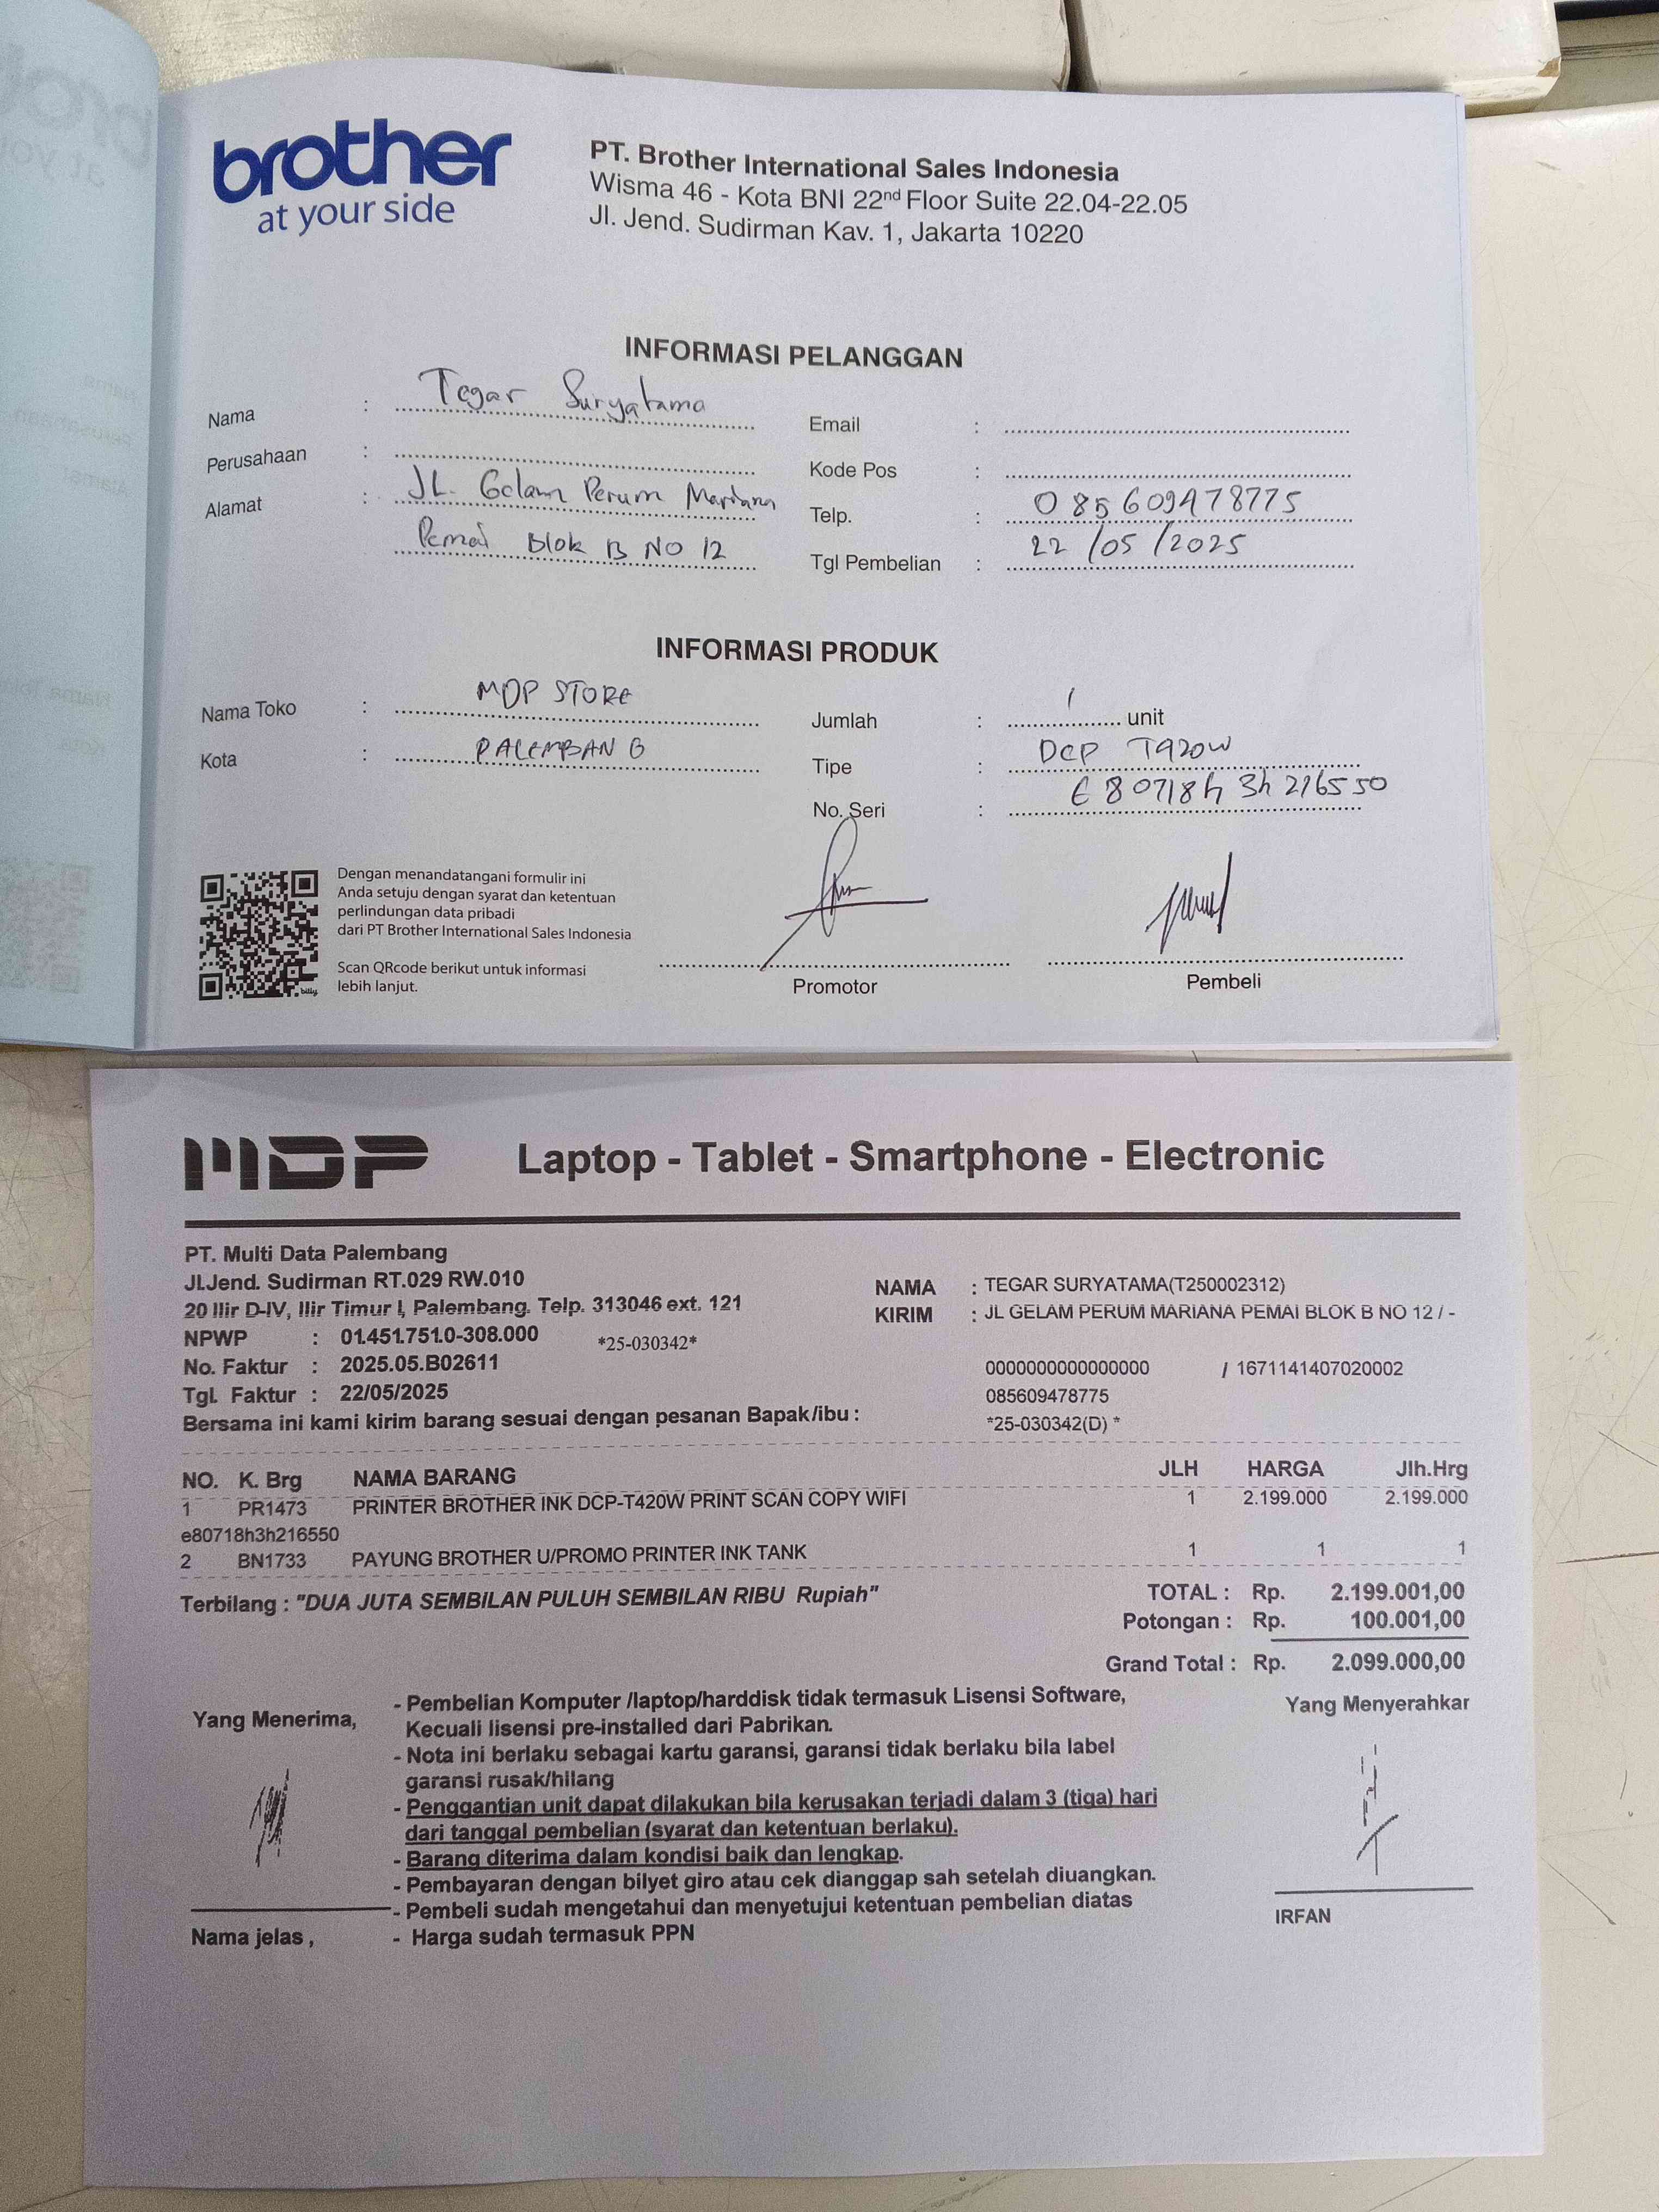 brother
at your side
PT. Brother International Sales Indonesia
Wisma 46 - Kota BNI 22nd Floor Suite 22.04-22.05
Jl. Jend. Sudirman Kav. 1, Jakarta 10220
INFORMASI PELANGGAN
Nama : Tegar Suryatama
Perusahaan :
Alamat : JL. Gelam Perum Mariana
Pemai Blok B NO 12
Email :
Kode Pos :
Telp. : 085609478775
Tgl Pembelian : 22/05/2025
INFORMASI PRODUK
Nama Toko : MDP STORE
Kota : PALEMBANG
Jumlah : 1 unit
Tipe : DCP T420W
No. Seri : E80718h3h216550
Dengan menandatangani formulir ini
Anda setuju dengan syarat dan ketentuan
perlindungan data pribadi
dari PT Brother International Sales Indonesia
Scan QRcode berikut untuk informasi
lebih lanjut.
bitly
Promotor
Pembeli
MDP Laptop - Tablet - Smartphone - Electronic
PT. Multi Data Palembang
Jl.Jend. Sudirman RT.029 RW.010
20 Ilir D-IV, Ilir Timur I, Palembang. Telp. 313046 ext. 121
NPWP : 01.451.751.0-308.000 *25-030342*
No. Faktur : 2025.05.B02611
Tgl. Faktur : 22/05/2025
Bersama ini kami kirim barang sesuai dengan pesanan Bapak/ibu :
NAMA : TEGAR SURYATAMA(T250002312)
KIRIM : JL GELAM PERUM MARIANA PEMAI BLOK B NO 12 / -
0000000000000000 / 1671141407020002
085609478775
*25-030342(D) *
NO. K. Brg NAMA BARANG JLH HARGA Jlh.Hrg
1 PR1473 PRINTER BROTHER INK DCP-T420W PRINT SCAN COPY WIFI 1 2.199.000 2.199.000
e80718h3h216550
2 BN1733 PAYUNG BROTHER U/PROMO PRINTER INK TANK 1 1 1
Terbilang : "DUA JUTA SEMBILAN PULUH SEMBILAN RIBU Rupiah"
TOTAL : Rp. 2.199.001,00
Potongan : Rp. 100.001,00
Grand Total : Rp. 2.099.000,00
Yang Menerima,
- Pembelian Komputer /laptop/harddisk tidak termasuk Lisensi Software,
Kecuali lisensi pre-installed dari Pabrikan.
- Nota ini berlaku sebagai kartu garansi, garansi tidak berlaku bila label
garansi rusak/hilang
- Penggantian unit dapat dilakukan bila kerusakan terjadi dalam 3 (tiga) hari
dari tanggal pembelian (syarat dan ketentuan berlaku).
- Barang diterima dalam kondisi baik dan lengkap.
- Pembayaran dengan bilyet giro atau cek dianggap sah setelah diuangkan.
- Pembeli sudah mengetahui dan menyetujui ketentuan pembelian diatas
- Harga sudah termasuk PPN
Nama jelas ,
Yang Menyerahkar
IRFAN